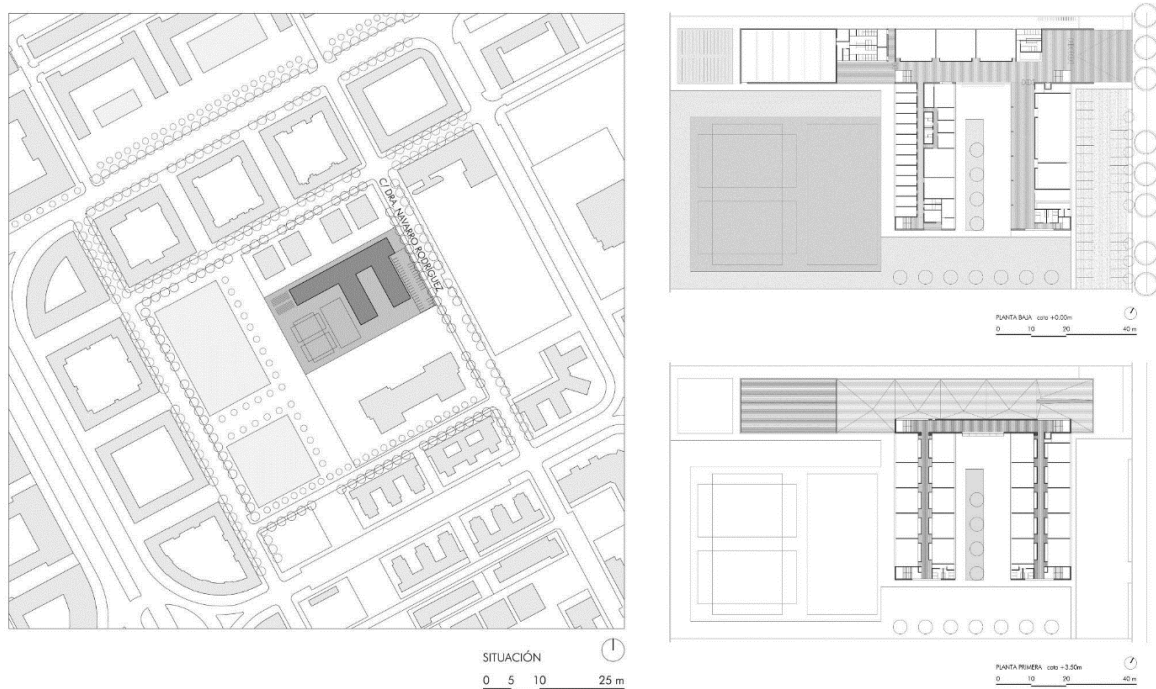 C/ DRA. NAVARRO RODRÍGUEZ
SITUACIÓN
0 5 10 25 m
PLANTA BAJA cota +0.00m
0 10 20 40 m
PLANTA PRIMERA cota +3.50m
0 10 20 40 m